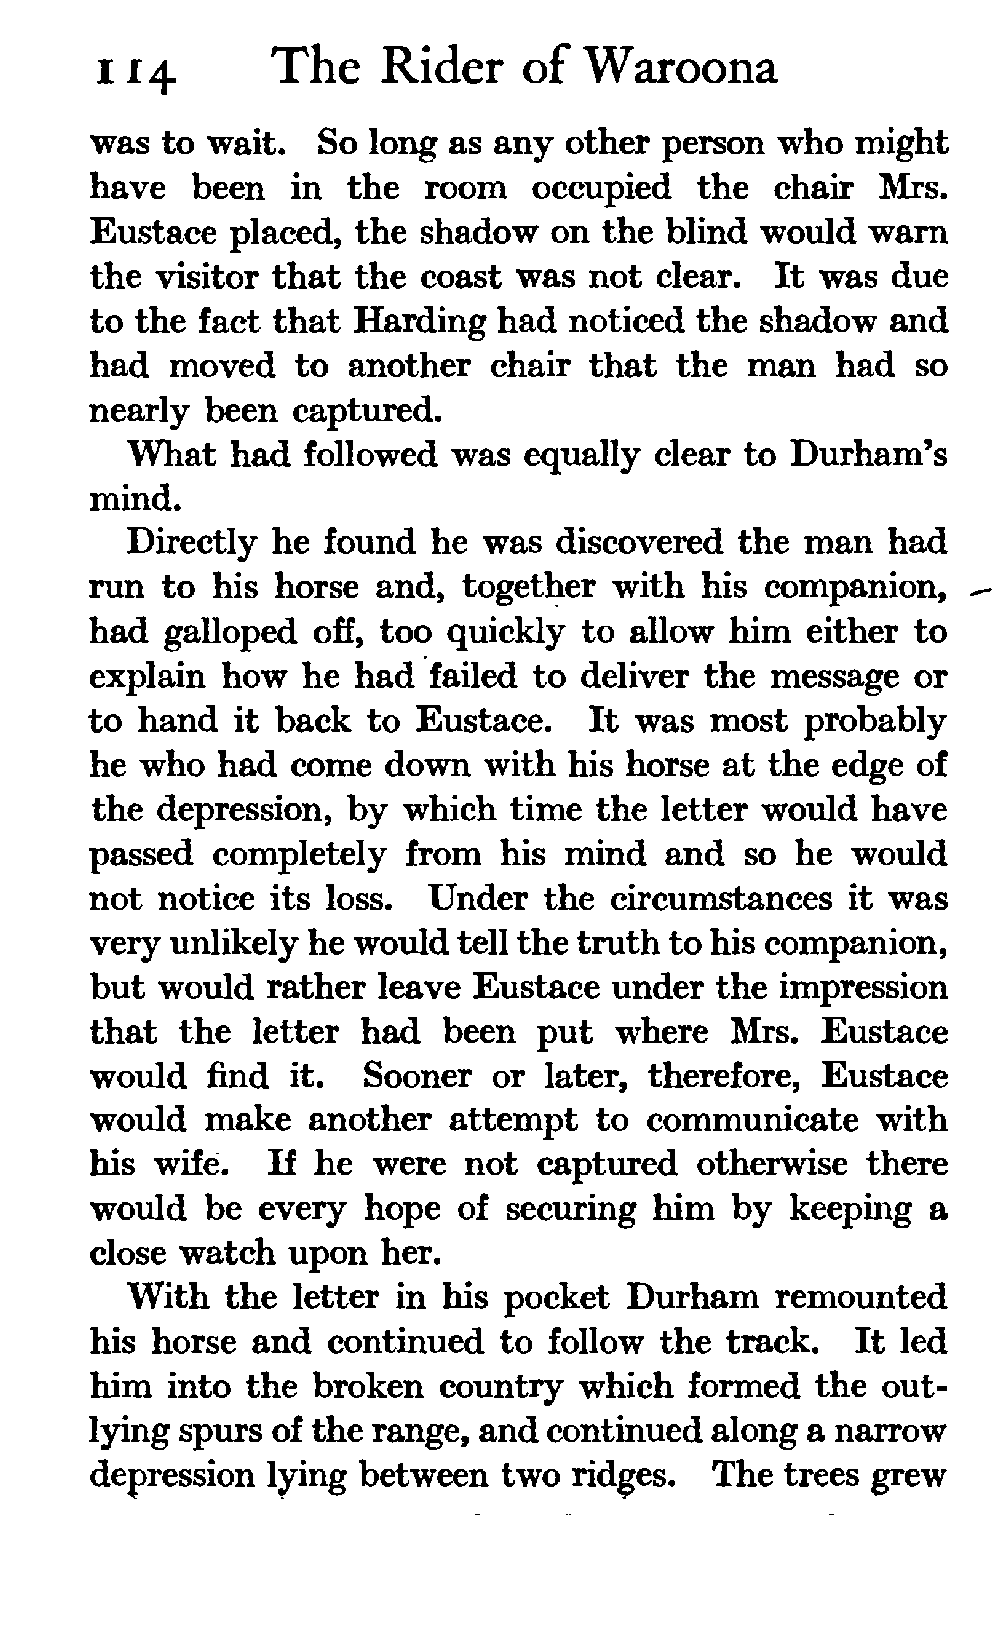 114 The Rider of Waroona
was to wait. So long as any other person who might
have been in the room occupied the chair Mrs.
Eustace placed, the shadow on the blind would warn
the visitor that the coast was not clear. It was due
to the fact that Harding had noticed the shadow and
had moved to another chair that the man had so
nearly been captured.
What had followed was equally clear to Durham's
mind.
Directly he found he was discovered the man had
run to his horse and, together with his companion,
had galloped off, too quickly to allow him either to
explain how he had failed to deliver the message or
to hand it back to Eustace. It was most probably
he who had come down with his horse at the edge of
the depression, by which time the letter would have
passed completely from his mind and so he would
not notice its loss. Under the circumstances it was
very unlikely he would tell the truth to his companion,
but would rather leave Eustace under the impression
that the letter had been put where Mrs. Eustace
would find it. Sooner or later, therefore, Eustace
would make another attempt to communicate with
his wife. If he were not captured otherwise there
would be every hope of securing him by keeping a
close watch upon her.
With the letter in his pocket Durham remounted
his horse and continued to follow the track. It led
him into the broken country which formed the out-
lying spurs of the range, and continued along a narrow
depression lying between two ridges. The trees grew